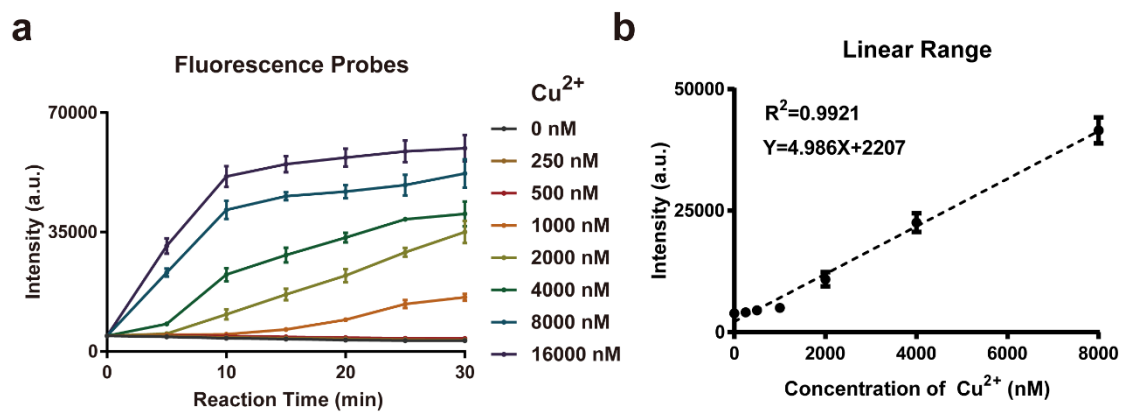 a
Fluorescence Probes
Intensity (a.u.)
70000
35000
0
0
10
20
30
Reaction Time (min)
Cu²⁺
0 nM
250 nM
500 nM
1000 nM
2000 nM
4000 nM
8000 nM
16000 nM
b
Linear Range
R²=0.9921
Y=4.986X+2207
Intensity (a.u.)
50000
25000
0
0
2000
4000
8000
Concentration of Cu²⁺ (nM)